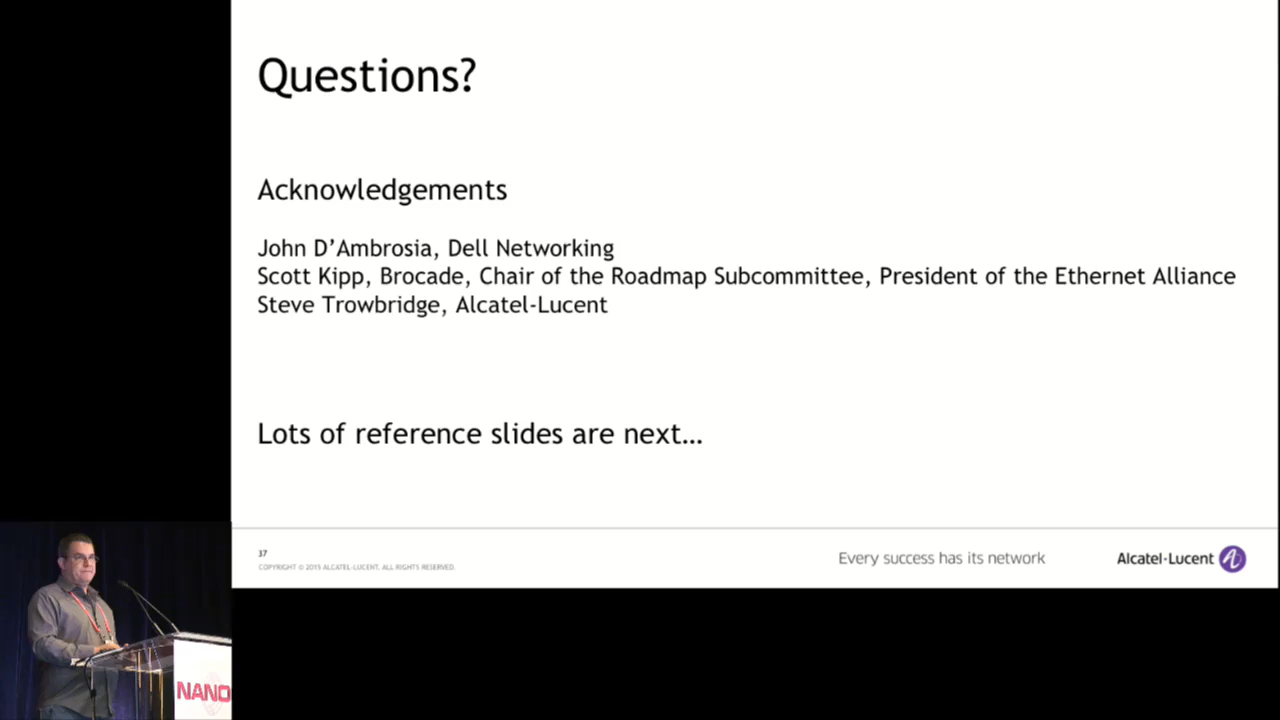 Questions?
Acknowledgements
John D’Ambrosia, Dell Networking
Scott Kipp, Brocade, Chair of the Roadmap Subcommittee, President of the Ethernet Alliance
Steve Trowbridge, Alcatel-Lucent
Lots of reference slides are next…
37
COPYRIGHT © 2015 ALCATEL-LUCENT. ALL RIGHTS RESERVED.
Every success has its network
Alcatel·Lucent
NANO